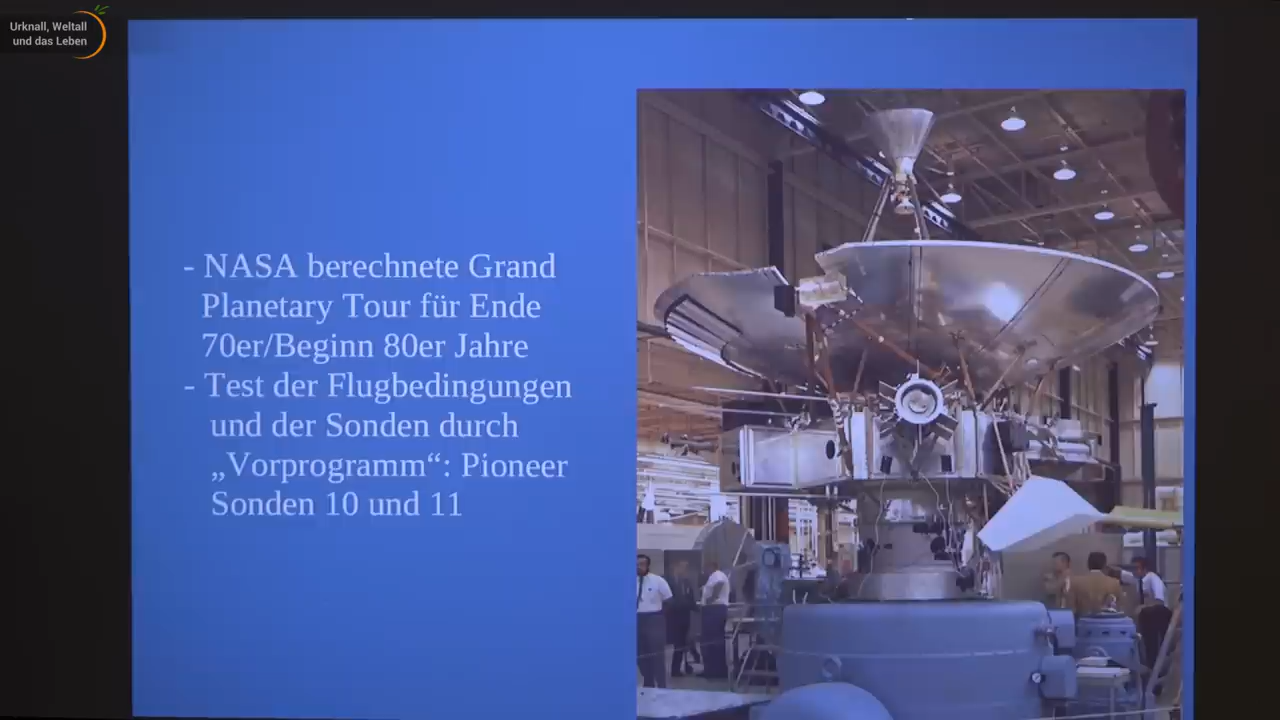 Urknall, Weltall
und das Leben
- NASA berechnete Grand
Planetary Tour für Ende
70er/Beginn 80er Jahre
- Test der Flugbedingungen
und der Sonden durch
„Vorprogramm“: Pioneer
Sonden 10 und 11